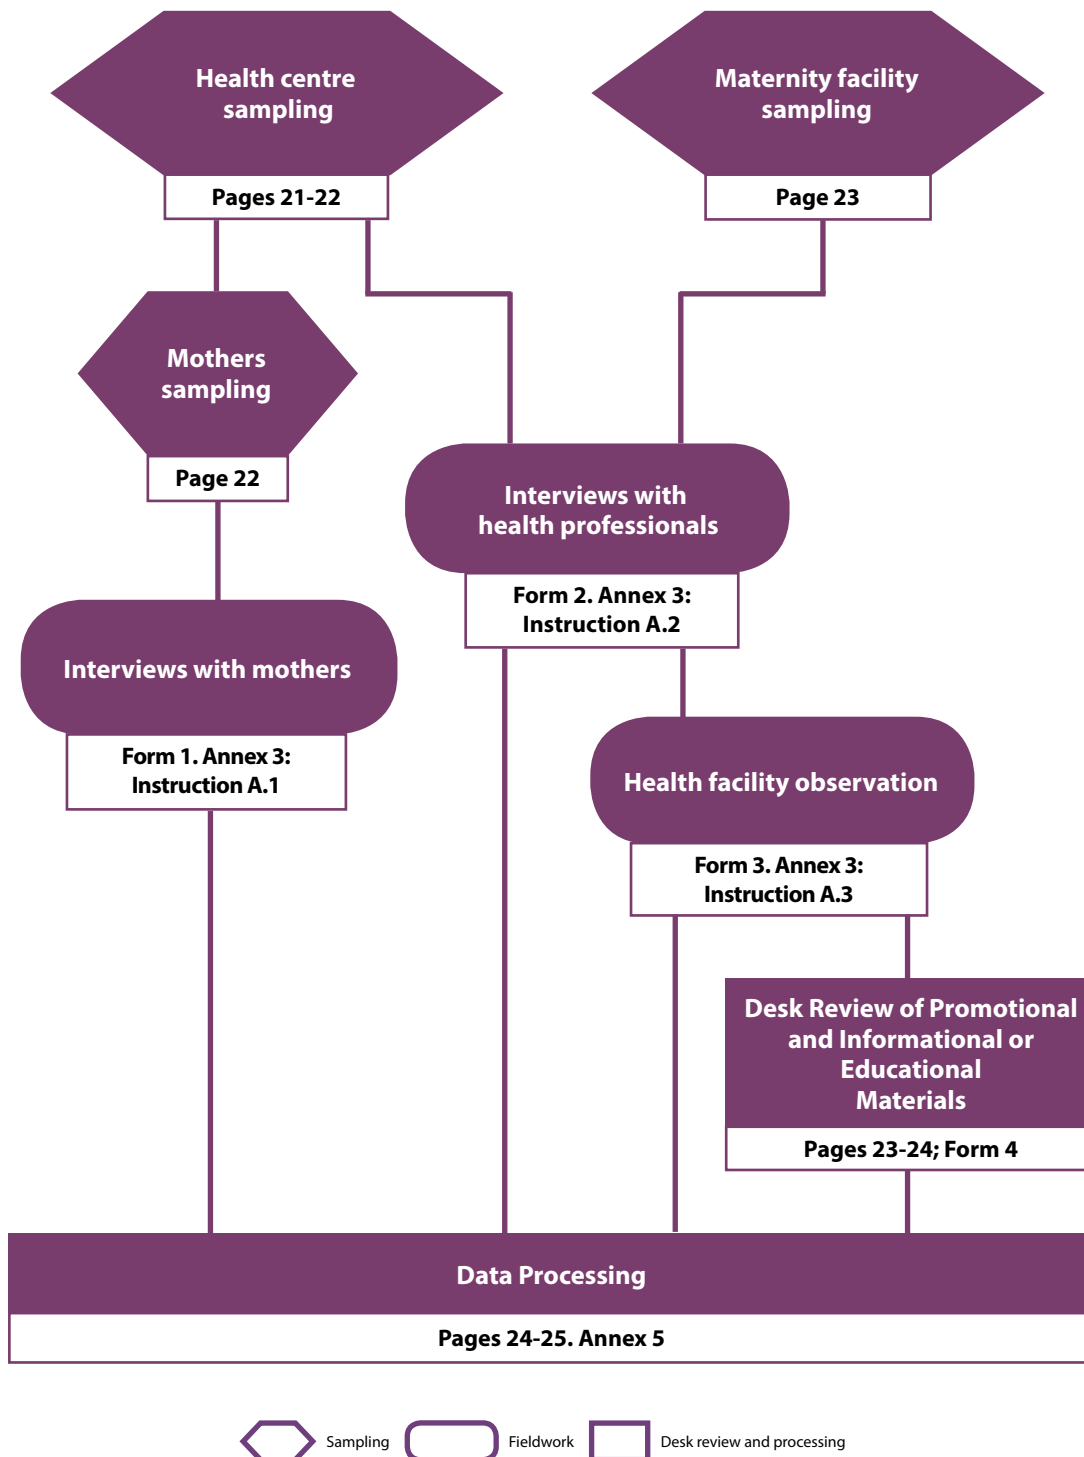 Health centre
sampling
Pages 21-22
Maternity facility
sampling
Page 23
Mothers
sampling
Page 22
Interviews with
health professionals
Form 2. Annex 3:
Instruction A.2
Interviews with mothers
Form 1. Annex 3:
Instruction A.1
Health facility observation
Form 3. Annex 3:
Instruction A.3
Desk Review of Promotional
and Informational or
Educational
Materials
Pages 23-24; Form 4
Data Processing
Pages 24-25. Annex 5
Sampling
Fieldwork
Desk review and processing